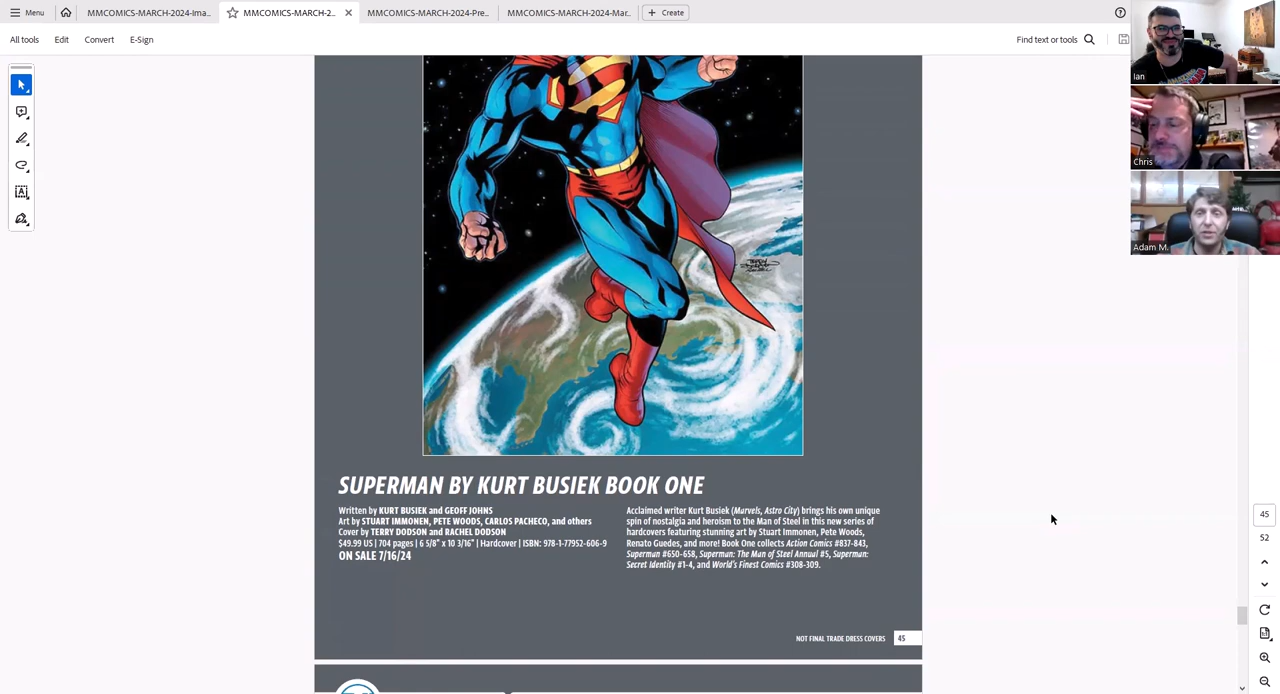 Menu
MMCOMICS-MARCH-2024-Ima...
MMCOMICS-MARCH-2...
MMCOMICS-MARCH-2024-Pre...
MMCOMICS-MARCH-2024-Mar...
Create
All tools
Edit
Convert
E-Sign
Find text or tools
Ian
Chris
Adam M.
SUPERMAN BY KURT BUSIEK BOOK ONE
Written by KURT BUSIEK and GEOFF JOHNS
Art by STUART IMMONEN, PETE WOODS, CARLOS PACHECO, and others
Cover by TERRY DODSON and RACHEL DODSON
$49.99 US | 704 pages | 6 5/8" x 10 3/16" | Hardcover | ISBN: 978-1-77952-606-9
ON SALE 7/16/24
Acclaimed writer Kurt Busiek (Marvels, Astro City) brings his own unique
spin of nostalgia and heroism to the Man of Steel in this new series of
hardcovers featuring stunning art by Stuart Immonen, Pete Woods,
Renato Guedes, and more! Book One collects Action Comics #837-843,
Superman #650-658, Superman: The Man of Steel Annual #5, Superman:
Secret Identity #1-4, and World's Finest Comics #308-309.
NOT FINAL TRADE DRESS COVERS
45
45
52